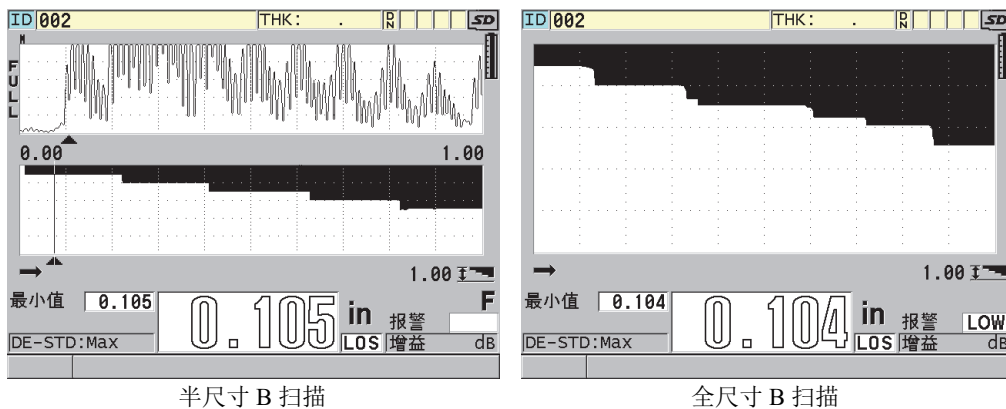 ID 002 THK: . DN SD
M
FULL
0.00 1.00
1.00
最小值 0.105 0.105 in F
报警
DE-STD:Max LOS 增益 dB
半尺寸 B 扫描
ID 002 THK: . DN SD
1.00
最小值 0.104 0.104 in
报警 LOW
DE-STD:Max LOS 增益 dB
全尺寸 B 扫描